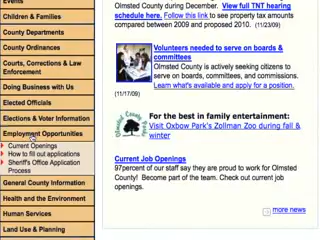 Events
Children & Families
County Departments
County Ordinances
Courts, Corrections & Law
Enforcement
Doing Business with Us
Elected Officials
Elections & Voter Information
Employment Opportunities
Current Openings
How to fill out applications
Sheriff's Office Application
Process
General County Information
Health and the Environment
Human Services
Land Use & Planning
Olmsted County during December. View full TNT hearing
schedule here. Follow this link to see property tax amounts
compared between 2009 and proposed 2010. (11/23/09)
Volunteers needed to serve on boards &
committees
Olmsted County is actively seeking citizens to
serve on boards, committees, and commissions.
Learn what's available and apply for a position.
(11/17/09)
For the best in family entertainment:
Visit Oxbow Park's Zollman Zoo during fall &
winter
Current Job Openings
97percent of our staff say they are proud to work for Olmsted
County! Become part of the team. Check out current job
openings.
more news